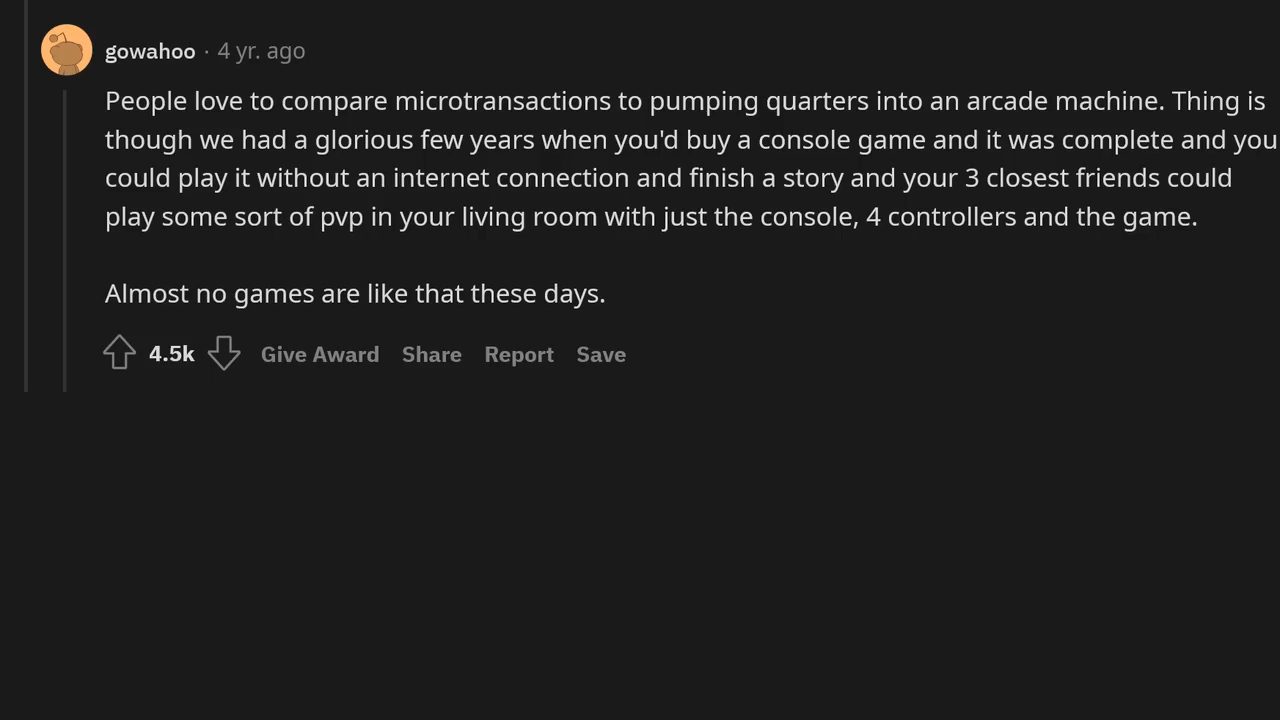 gowahoo · 4 yr. ago
People love to compare microtransactions to pumping quarters into an arcade machine. Thing is
though we had a glorious few years when you'd buy a console game and it was complete and you
could play it without an internet connection and finish a story and your 3 closest friends could
play some sort of pvp in your living room with just the console, 4 controllers and the game.
Almost no games are like that these days.
4.5k Give Award Share Report Save